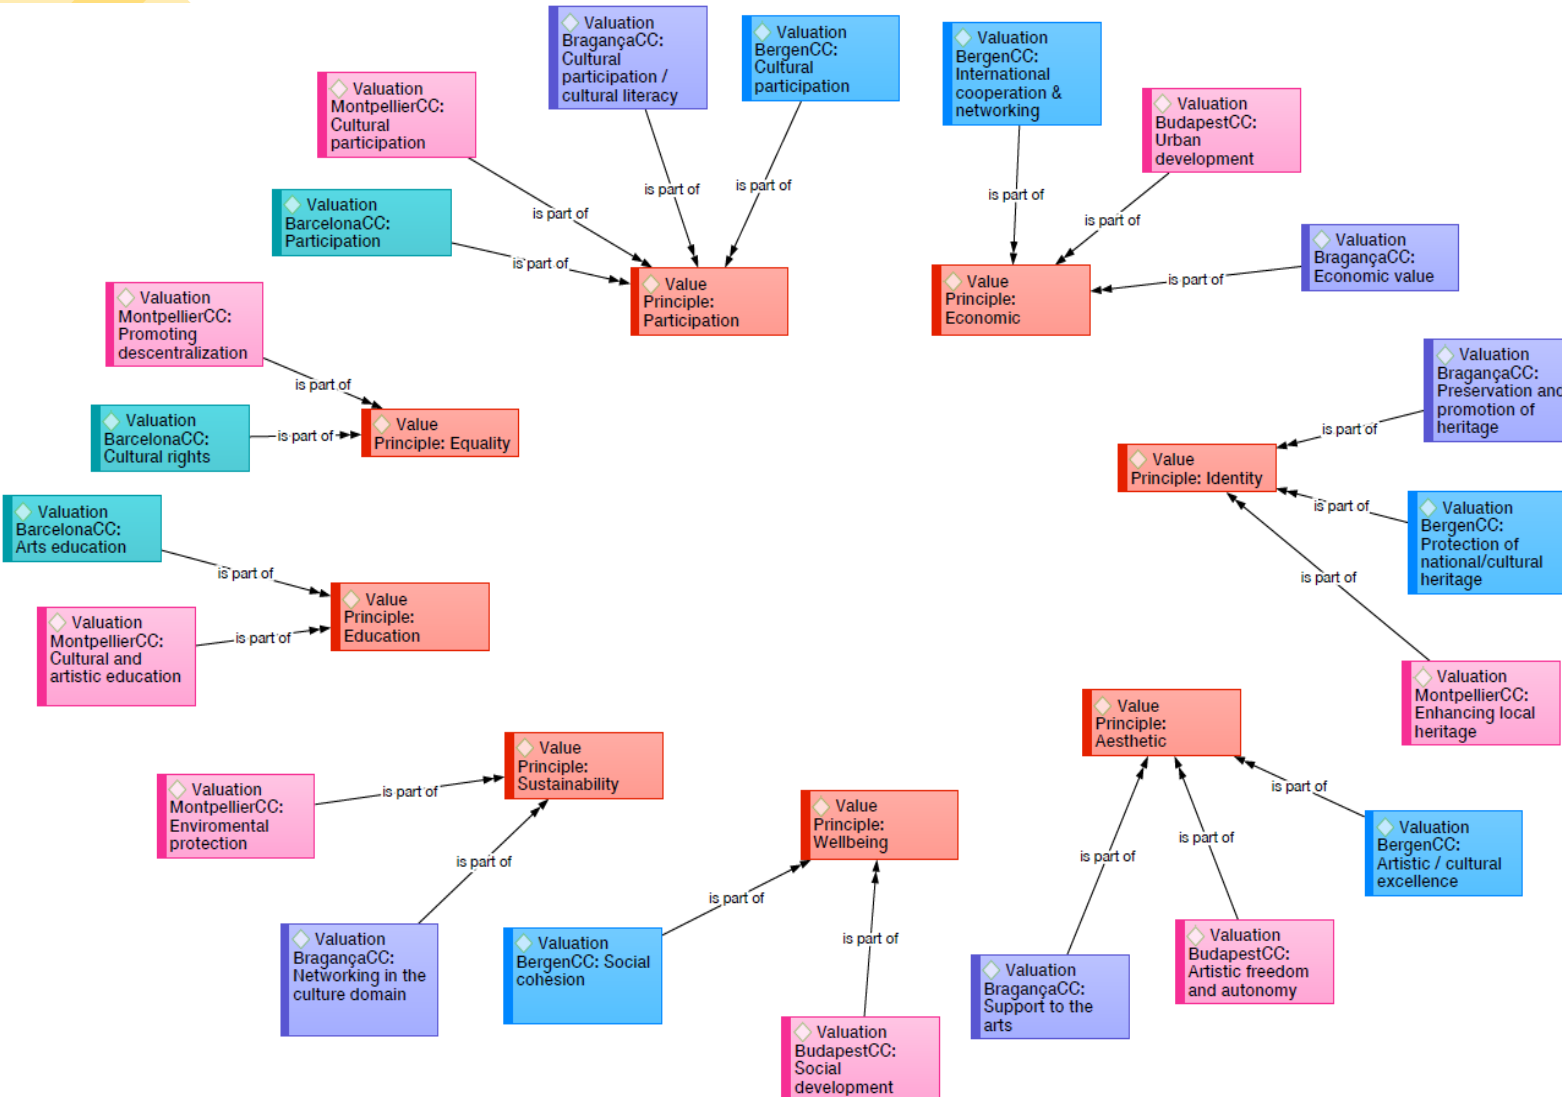 Valuation
BragançaCC:
Cultural
participation /
cultural literacy
Valuation
BergenCC:
Cultural
participation
Valuation
BergenCC:
International
cooperation &
networking
Valuation
MontpellierCC:
Cultural
participation
Valuation
BudapestCC:
Urban
development
Valuation
BarcelonaCC:
Participation
is part of
is part of
is part of
is part of
is part of
is part of
Valuation
BragançaCC:
Economic value
is part of
Value
Principle:
Participation
Value
Principle:
Economic
Valuation
MontpellierCC:
Promoting
descentralization
is part of
Valuation
BarcelonaCC:
Cultural rights
is part of
Value
Principle: Equality
Valuation
BragançaCC:
Preservation and
promotion of
heritage
is part of
Value
Principle: Identity
is part of
Valuation
BergenCC:
Protection of
national/cultural
heritage
Valuation
BarcelonaCC:
Arts education
is part of
Value
Principle:
Education
is part of
Valuation
MontpellierCC:
Cultural and
artistic education
is part of
Valuation
MontpellierCC:
Enhancing local
heritage
Value
Principle:
Aesthetic
Value
Principle:
Sustainability
Valuation
MontpellierCC:
Enviromental
protection
is part of
is part of
Value
Principle:
Wellbeing
is part of
is part of
is part of
Valuation
BergenCC:
Artistic / cultural
excellence
is part of
is part of
Valuation
BragançaCC:
Networking in the
culture domain
Valuation
BergenCC: Social
cohesion
Valuation
BudapestCC:
Artistic freedom
and autonomy
Valuation
BragançaCC:
Support to the
arts
Valuation
BudapestCC:
Social
development